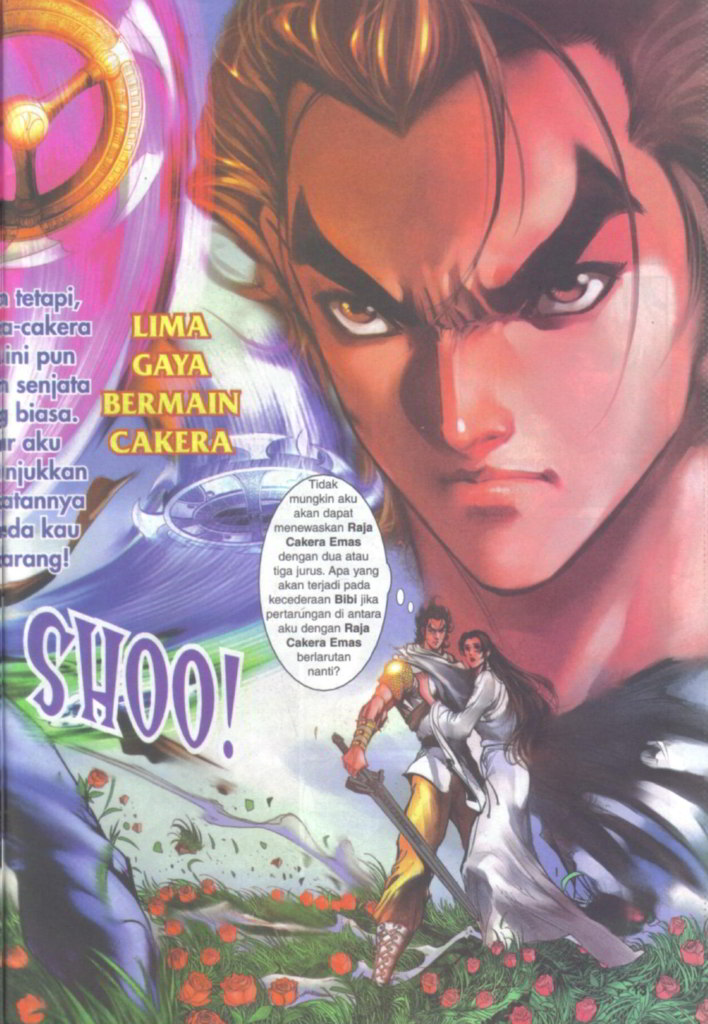 tetapi,
a-cakera
ini pun
senjata
biasa.
aku
njukkan
atannya
da kau
arang!
LIMA
GAYA
BERMAIN
CAKERA
Tidak
mungkin aku
akan dapat
menewaskan Raja
Cakera Emas
dengan dua atau
tiga jurus. Apa yang
akan terjadi pada
kecederaan Bibi jika
pertarungan di antara
aku dengan Raja
Cakera Emas
berlarutan
nanti?
SHOO!
13